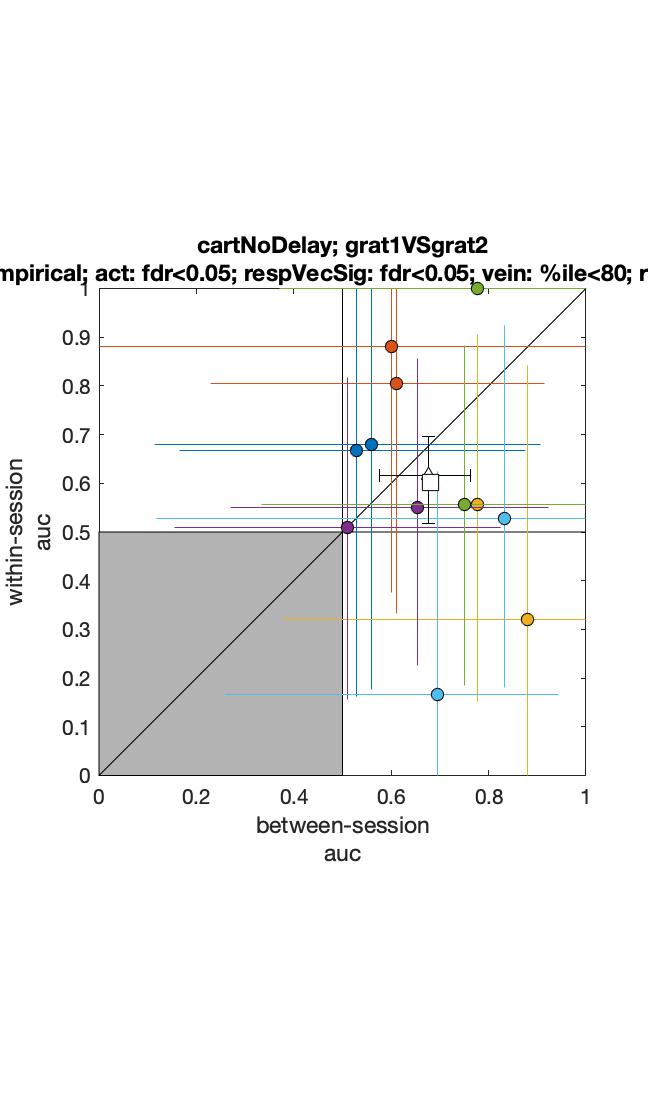 cartNoDelay; grat1VSgrat2
mpirical; act: fdr<0.05; respVecSig: fdr<0.05; vein: %ile<80; r
1
0.9
0.8
0.7
0.6
0.5
0.4
0.3
0.2
0.1
0
within-session
auc
0 0.2 0.4 0.6 0.8 1
between-session
auc